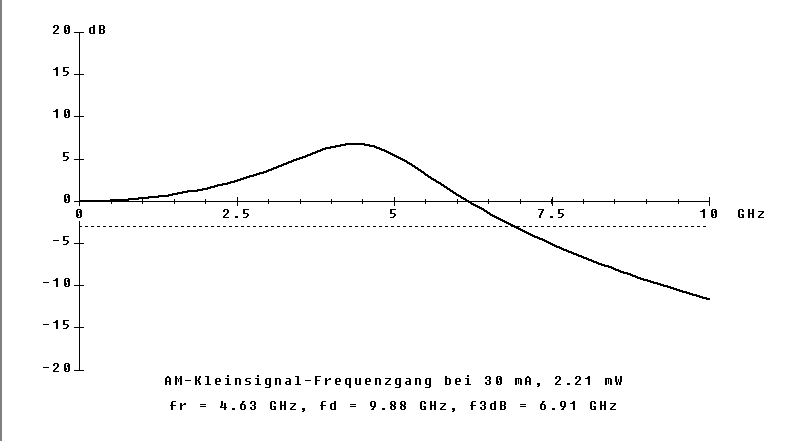 20 dB
15
10
5
0
0 2.5 5 7.5 10 GHz
-5
-10
-15
-20
AM-Kleinsignal-Frequenzgang bei 30 mA, 2.21 mW
fr = 4.63 GHz, fd = 9.88 GHz, f3dB = 6.91 GHz